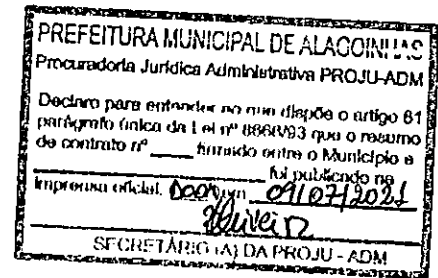 PREFEITURA MUNICIPAL DE ALAGOINHAS
Procuradoria Jurídica Administrativa PROJU-ADM
Declaro para entender no que dispõe o artigo 61
parágrafo única da Lei nº 8666/93 que o resumo
de contrato nº ____ firmado entre o Município e
____ foi publicado na
imprensa oficial. em 09/07/2021
SECRETÁRIO (A) DA PROJU - ADM